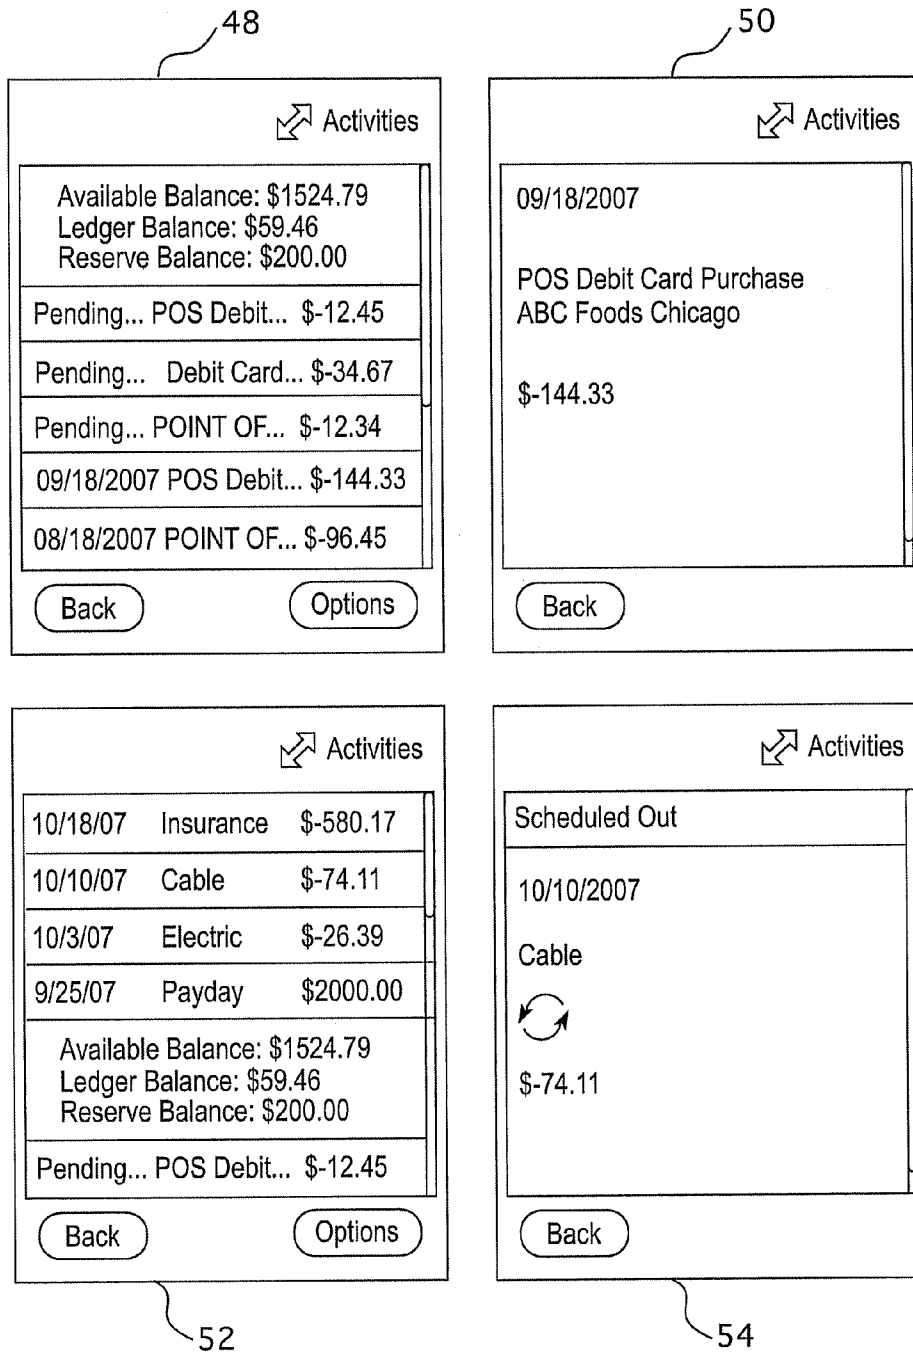 48
Activities
Available Balance: $1524.79
Ledger Balance: $59.46
Reserve Balance: $200.00
Pending... POS Debit... $-12.45
Pending... Debit Card... $-34.67
Pending... POINT OF... $-12.34
09/18/2007 POS Debit... $-144.33
08/18/2007 POINT OF... $-96.45
Back Options
50
Activities
09/18/2007
POS Debit Card Purchase
ABC Foods Chicago
$-144.33
Back
Activities
10/18/07 Insurance $-580.17
10/10/07 Cable $-74.11
10/3/07 Electric $-26.39
9/25/07 Payday $2000.00
Available Balance: $1524.79
Ledger Balance: $59.46
Reserve Balance: $200.00
Pending... POS Debit... $-12.45
Back Options
52
Activities
Scheduled Out
10/10/2007
Cable
$-74.11
Back
54